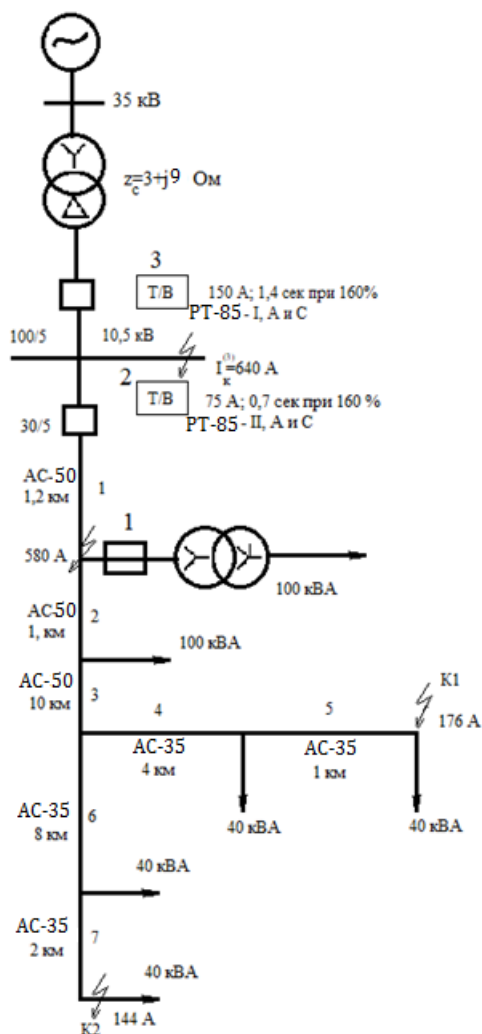 35 кВ
z =3+j9 Ом
с
3
Т/В
150 А; 1,4 сек при 160%
РТ-85 - I, А и С
100/5
10,5 кВ
I (3) =640 А
к
2
Т/В
75 А; 0,7 сек при 160 %
РТ-85 - II, А и С
30/5
АС-50
1,2 км
1
1
580 А
100 кВА
АС-50
1, км
2
100 кВА
АС-50
10 км
3
К1
176 А
4
5
АС-35
4 км
АС-35
1 км
40 кВА
40 кВА
АС-35
8 км
6
40 кВА
АС-35
2 км
7
40 кВА
К2
144 А